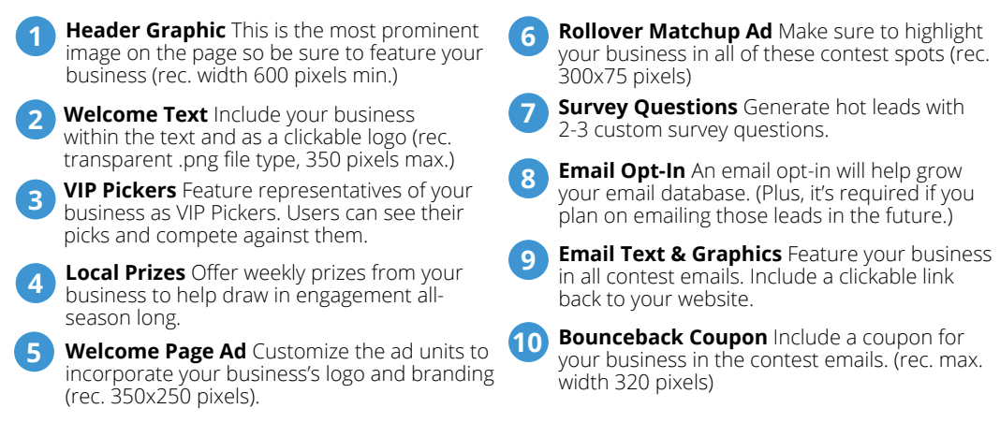 1 Header Graphic This is the most prominent
image on the page so be sure to feature your
business (rec. width 600 pixels min.)
2 Welcome Text Include your business
within the text and as a clickable logo (rec.
transparent .png file type, 350 pixels max.)
3 VIP Pickers Feature representatives of your
business as VIP Pickers. Users can see their
picks and compete against them.
4 Local Prizes Offer weekly prizes from your
business to help draw in engagement all-
season long.
5 Welcome Page Ad Customize the ad units to
incorporate your business's logo and branding
(rec. 350x250 pixels).
6 Rollover Matchup Ad Make sure to highlight
your business in all of these contest spots (rec.
300x75 pixels)
7 Survey Questions Generate hot leads with
2-3 custom survey questions.
8 Email Opt-In An email opt-in will help grow
your email database. (Plus, it's required if you
plan on emailing those leads in the future.)
9 Email Text & Graphics Feature your business
in all contest emails. Include a clickable link
back to your website.
10 Bounceback Coupon Include a coupon for
your business in the contest emails. (rec. max.
width 320 pixels)